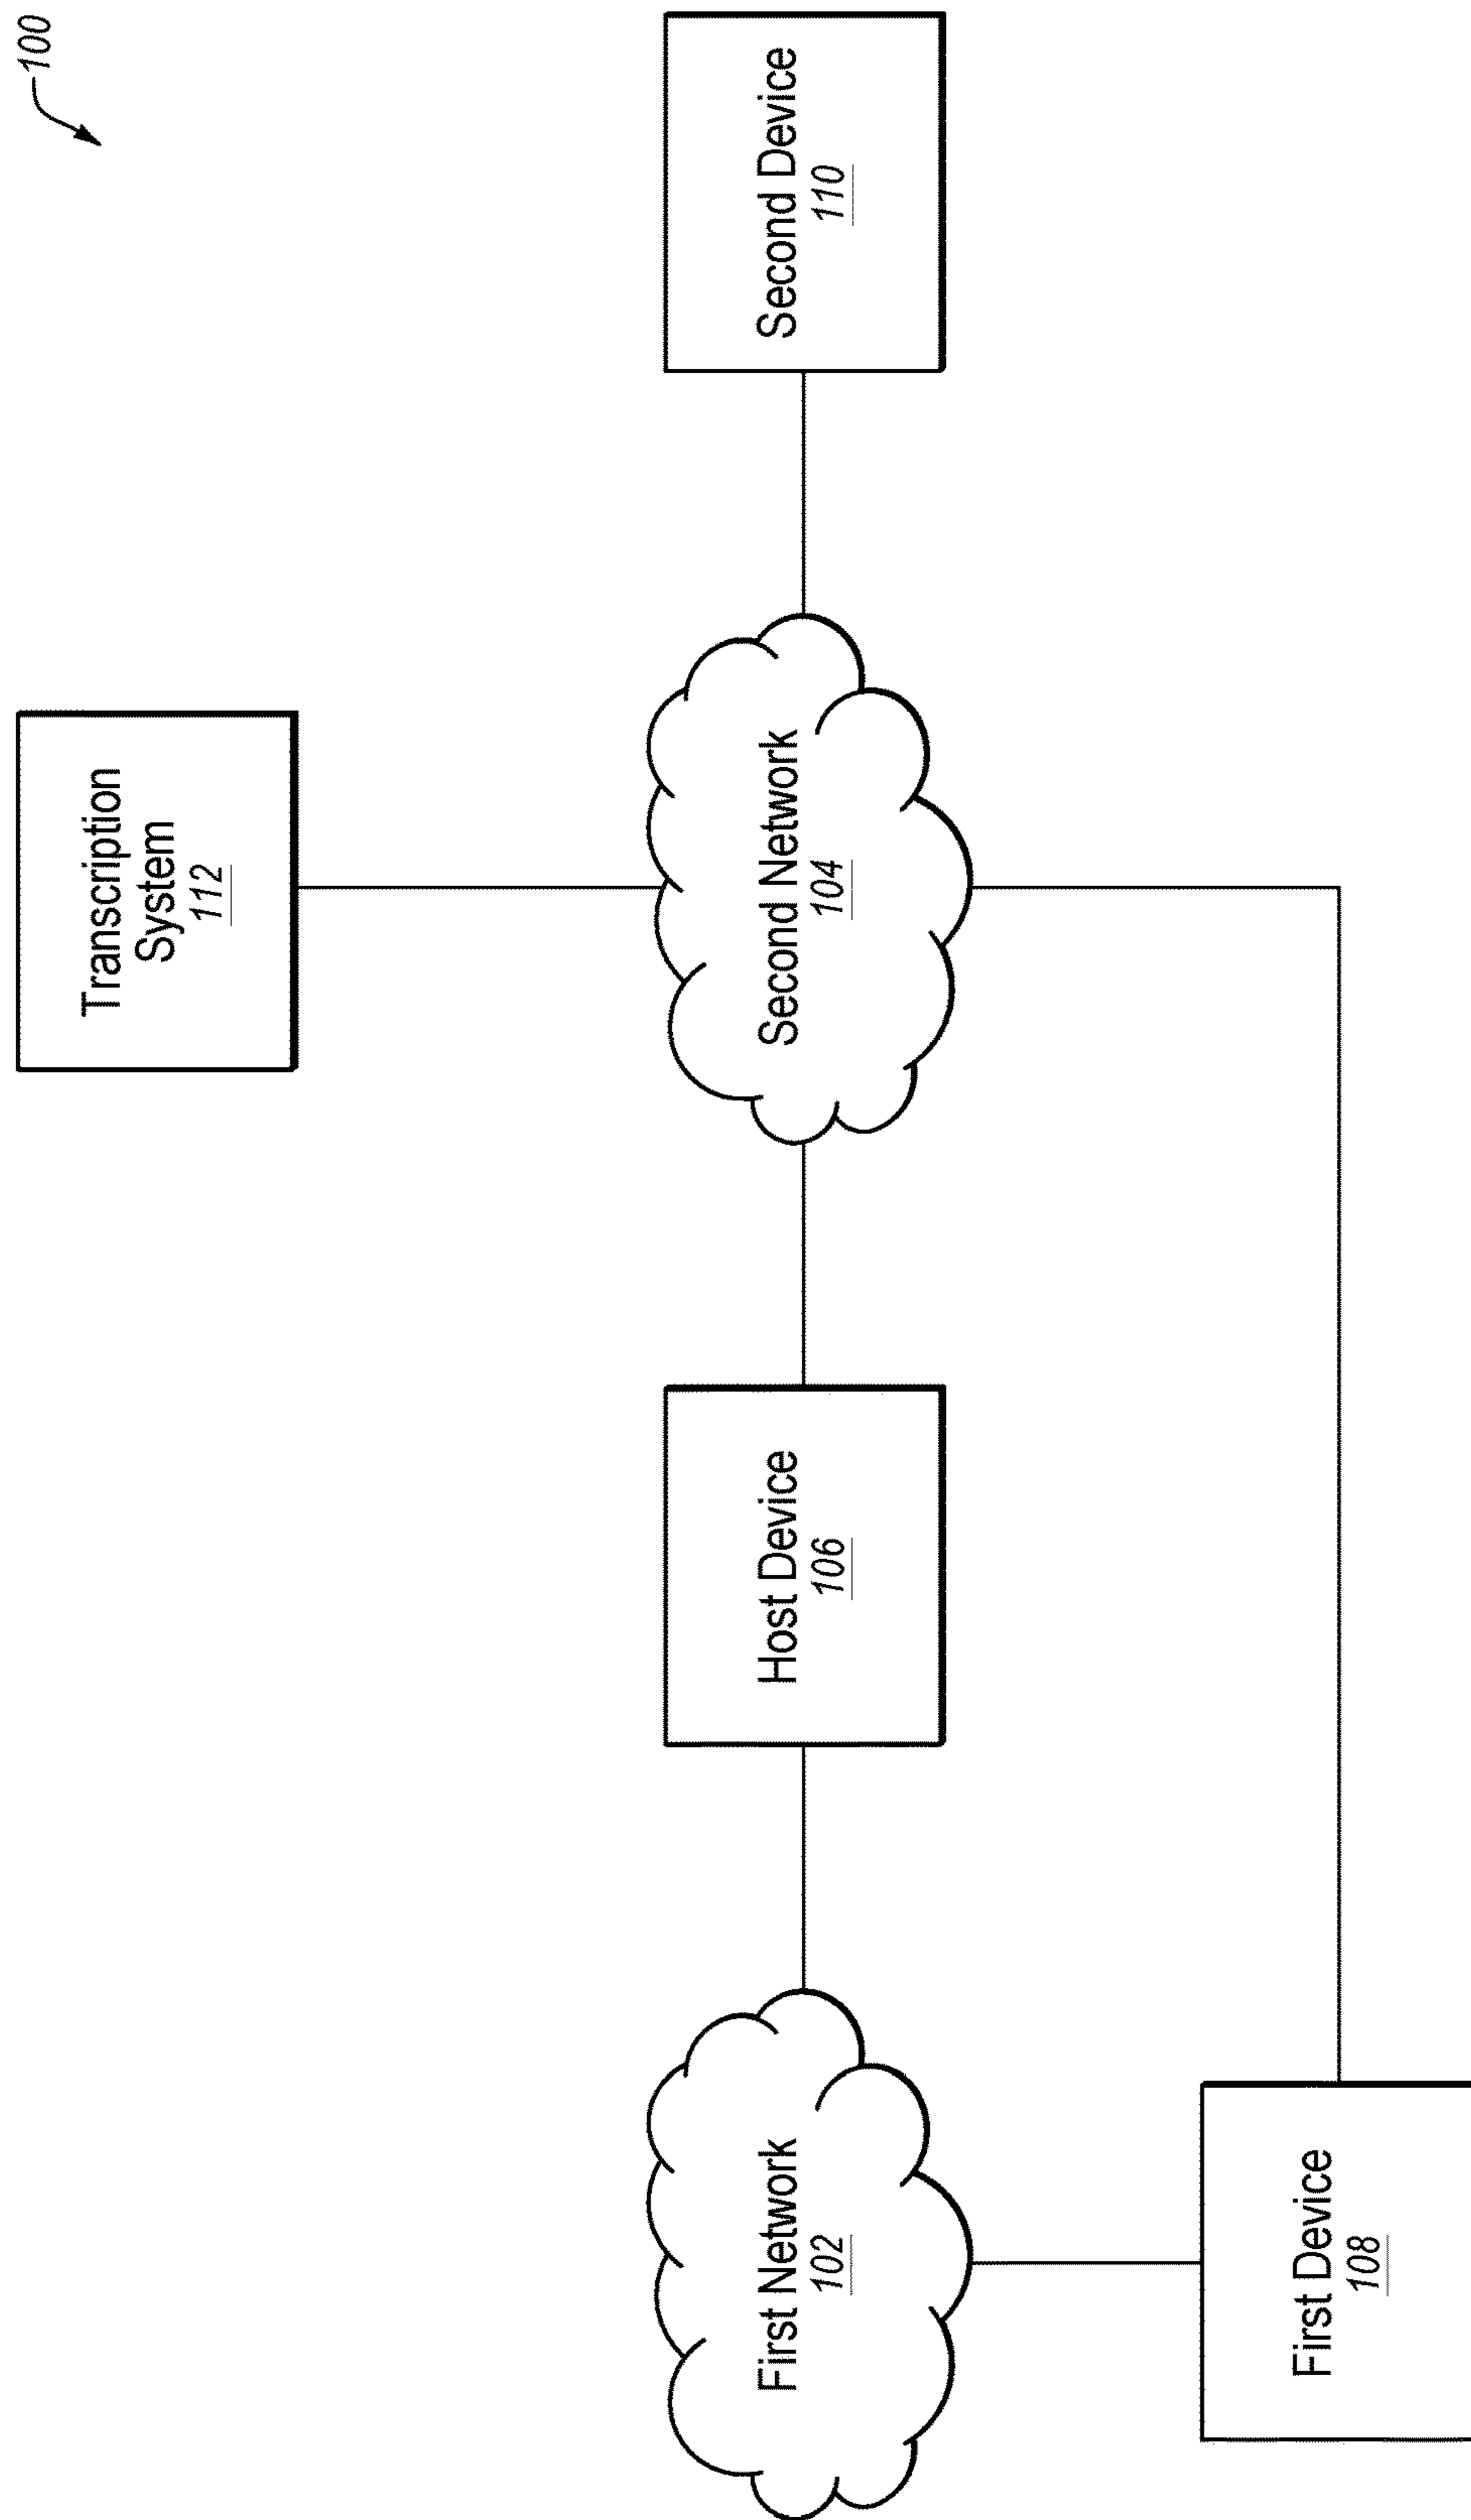 100
Transcription
System
112
First Network
102
Host Device
106
Second Network
104
Second Device
110
First Device
108